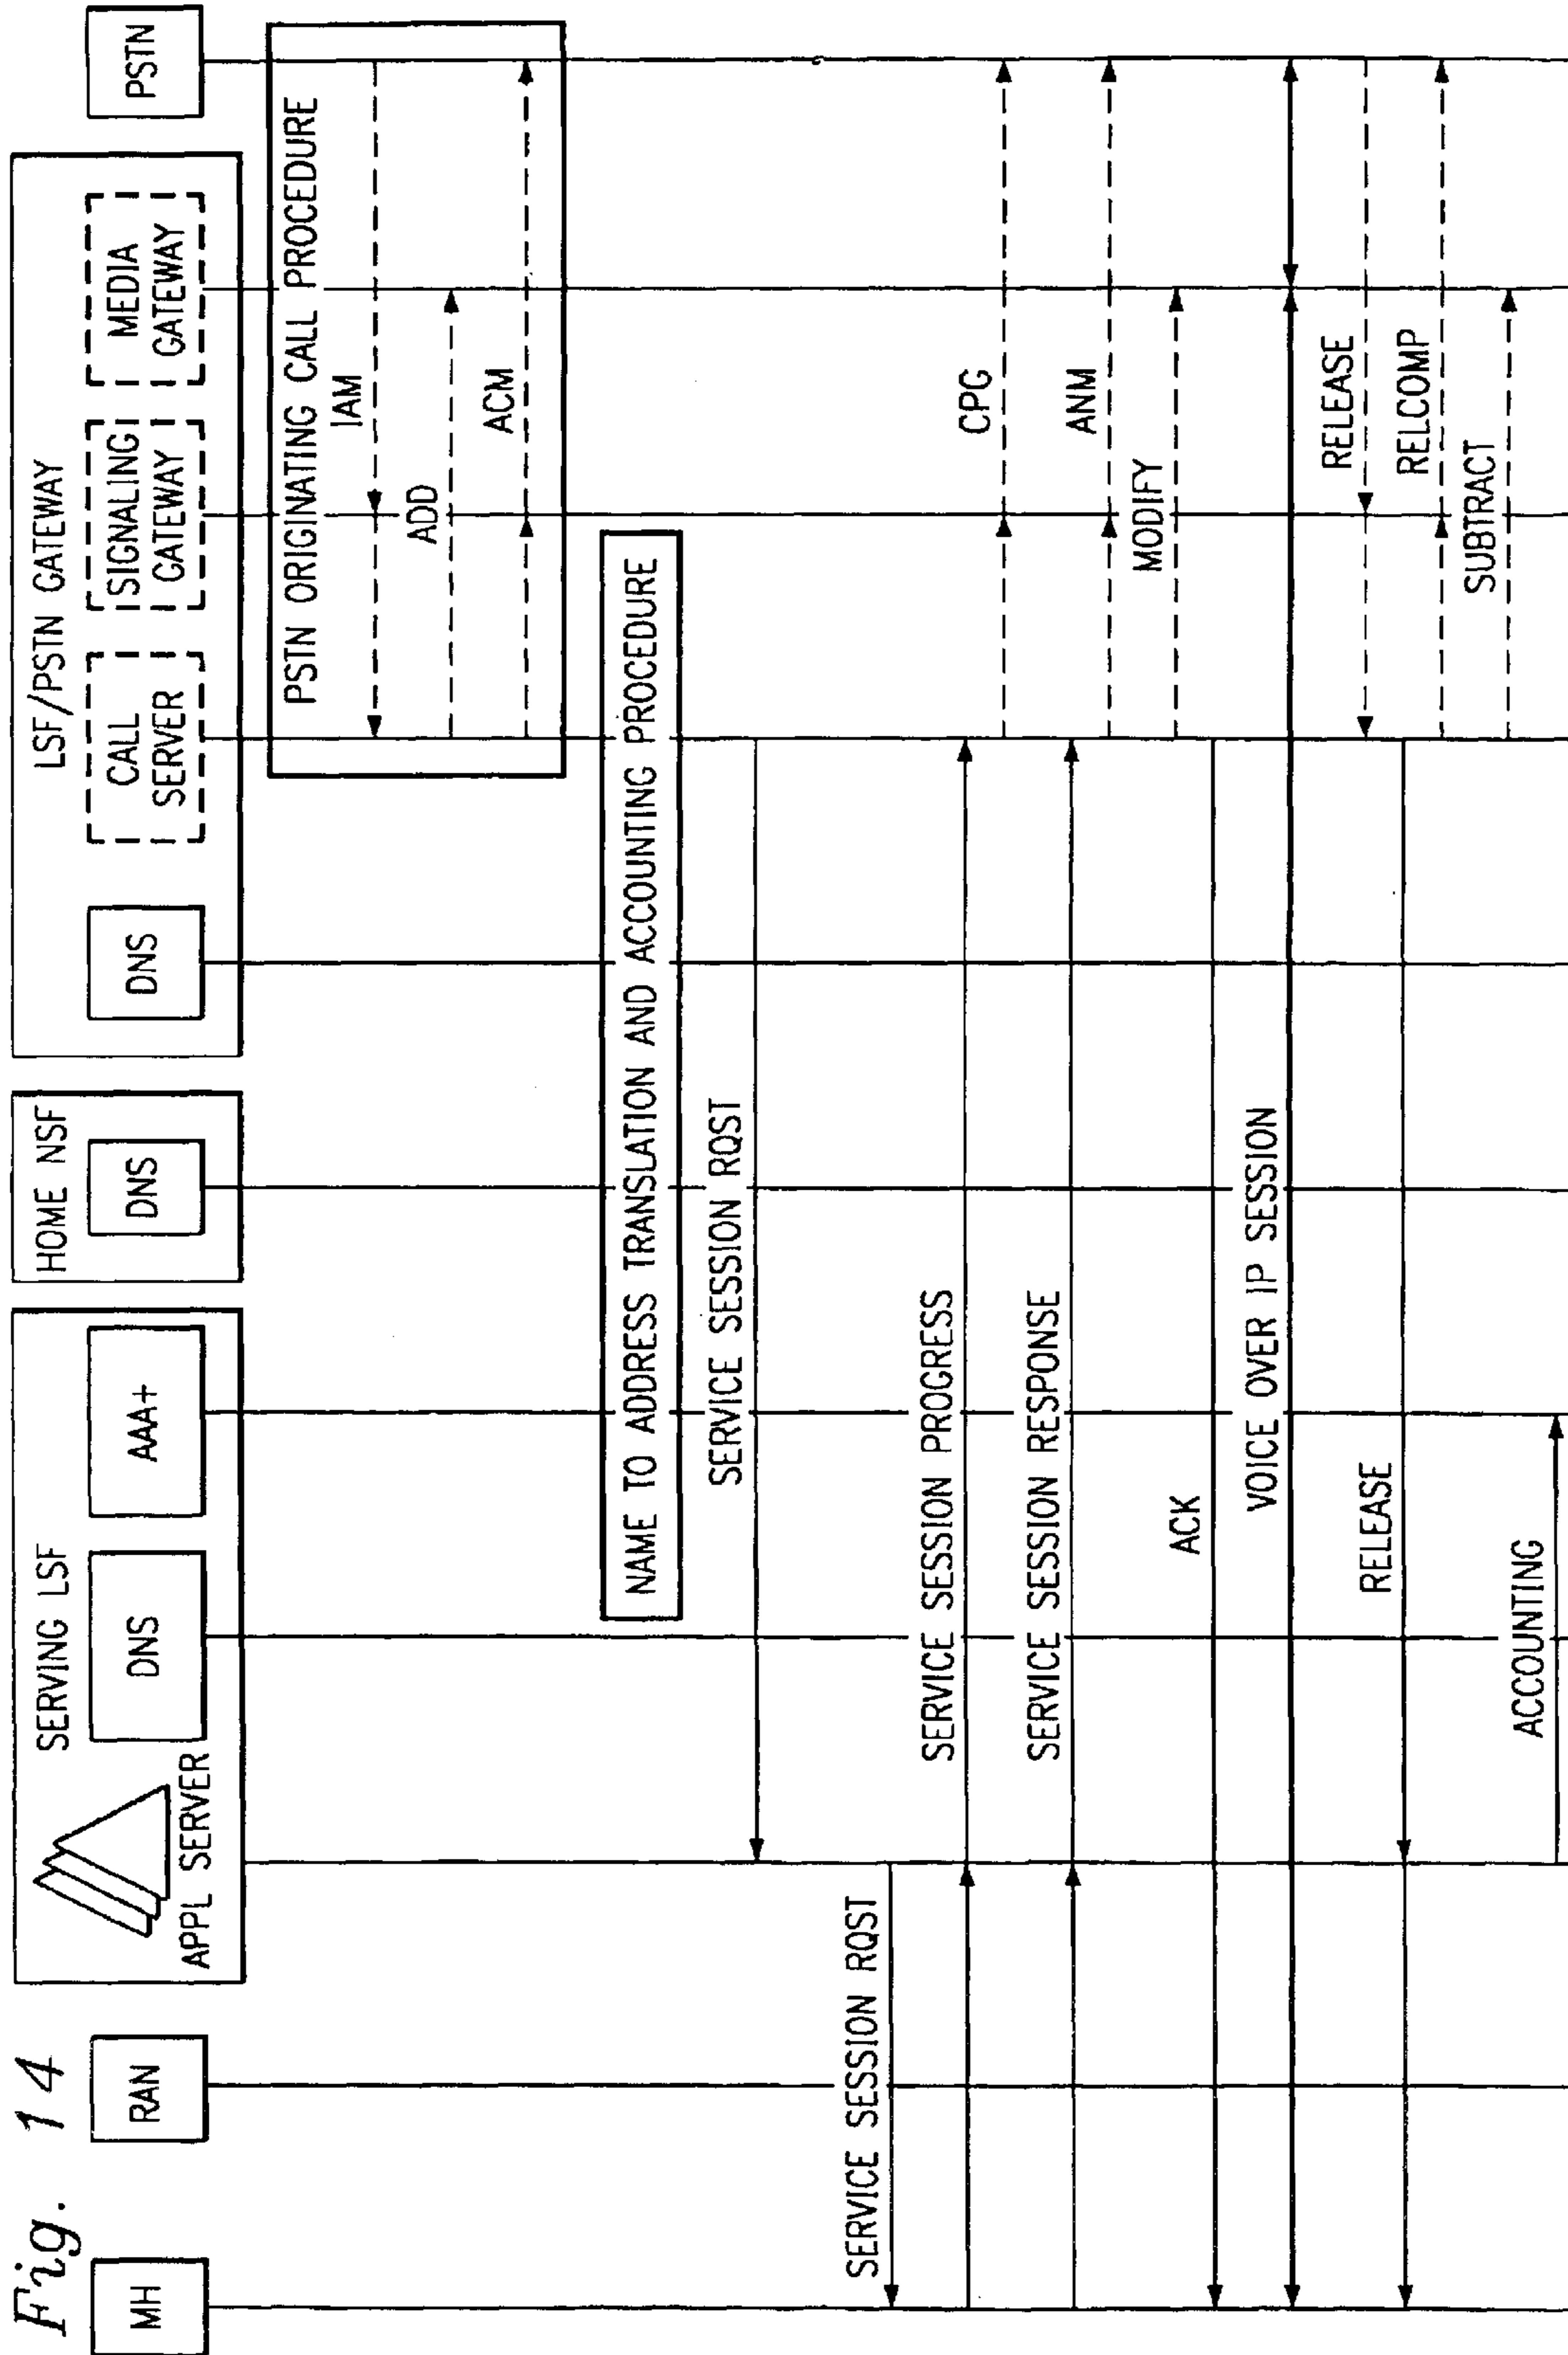 Fig. 14
MH
RAN
SERVING LSF
APPL SERVER
DNS
AAA+
HOME NSF
DNS
LSF/PSTN GATEWAY
DNS
CALL
SERVER
SIGNALING
GATEWAY
MEDIA
GATEWAY
PSTN
PSTN ORIGINATING CALL PROCEDURE
IAM
ADD
ACM
NAME TO ADDRESS TRANSLATION AND ACCOUNTING PROCEDURE
SERVICE SESSION RQST
SERVICE SESSION RQST
SERVICE SESSION PROGRESS
CPG
SERVICE SESSION RESPONSE
ANM
MODIFY
ACK
VOICE OVER IP SESSION
RELEASE
RELEASE
RELCOMP
SUBTRACT
ACCOUNTING